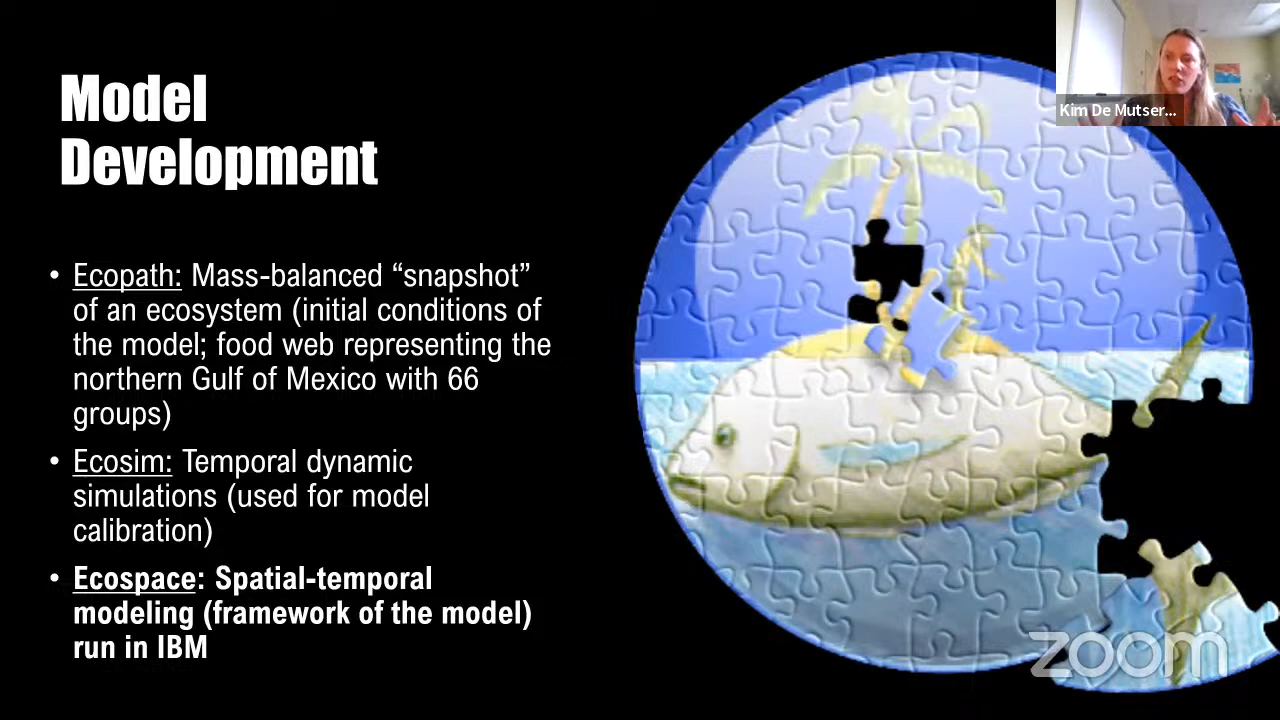 Model
Development
• Ecopath: Mass-balanced “snapshot”
of an ecosystem (initial conditions of
the model; food web representing the
northern Gulf of Mexico with 66
groups)
• Ecosim: Temporal dynamic
simulations (used for model
calibration)
• Ecospace: Spatial-temporal
modeling (framework of the model)
run in IBM
Kim De Mutser...
zoom